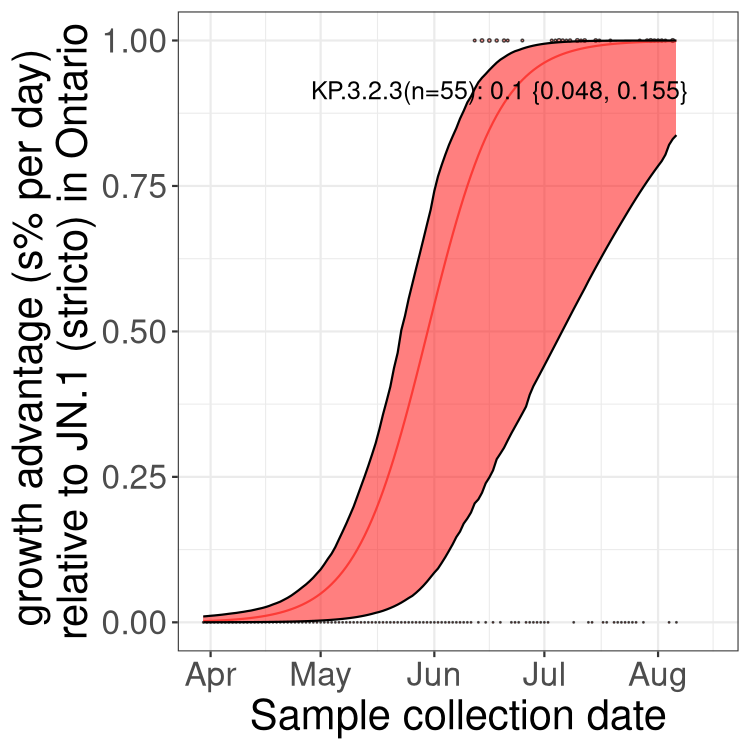 growth advantage (s% per day)
relative to JN.1 (stricto) in Ontario
1.00
0.75
0.50
0.25
0.00
KP.3.2.3(n=55): 0.1 {0.048, 0.155}
Apr May Jun Jul Aug
Sample collection date